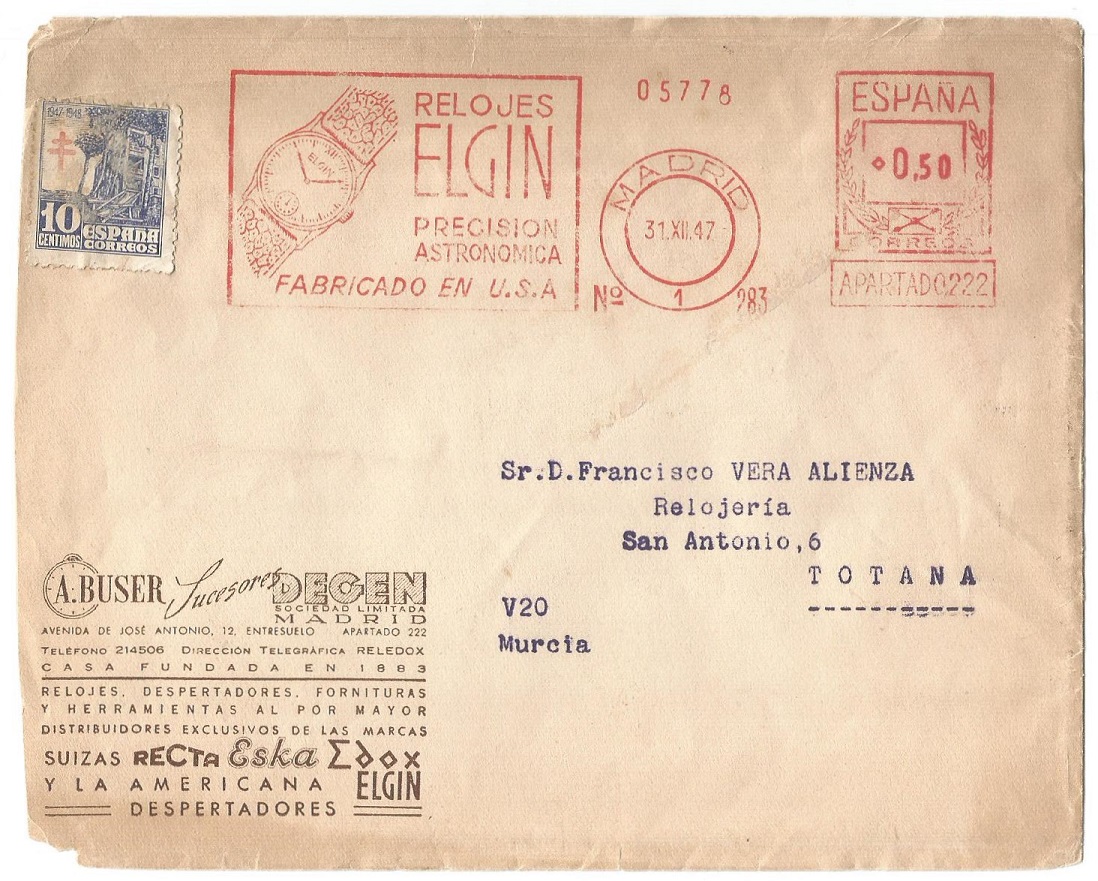 1947-1948
10
CENTIMOS
ESPAÑA
CORREOS
RELOJES
ELGIN
PRECISION
ASTRONOMICA
FABRICADO EN U.S.A
ELGIN
05778
MADRID
31.XII.47
Nº 1 283
ESPAÑA
0,50
CORREOS
APARTADO.222
Sr.D.Francisco VERA ALIENZA
Relojería
San Antonio,6
TOTANA
V20
Murcia
A.BUSER Sucesores DEGEN
SOCIEDAD LIMITADA
MADRID
AVENIDA DE JOSÉ ANTONIO, 12, ENTRESUELO APARTADO 222
TELÉFONO 214506 DIRECCIÓN TELEGRÁFICA RELEDOX
CASA FUNDADA EN 1883
RELOJES, DESPERTADORES, FORNITURAS
Y HERRAMIENTAS AL POR MAYOR
DISTRIBUIDORES EXCLUSIVOS DE LAS MARCAS
SUIZAS RECTA Eska Edox
Y LA AMERICANA ELGIN
DESPERTADORES